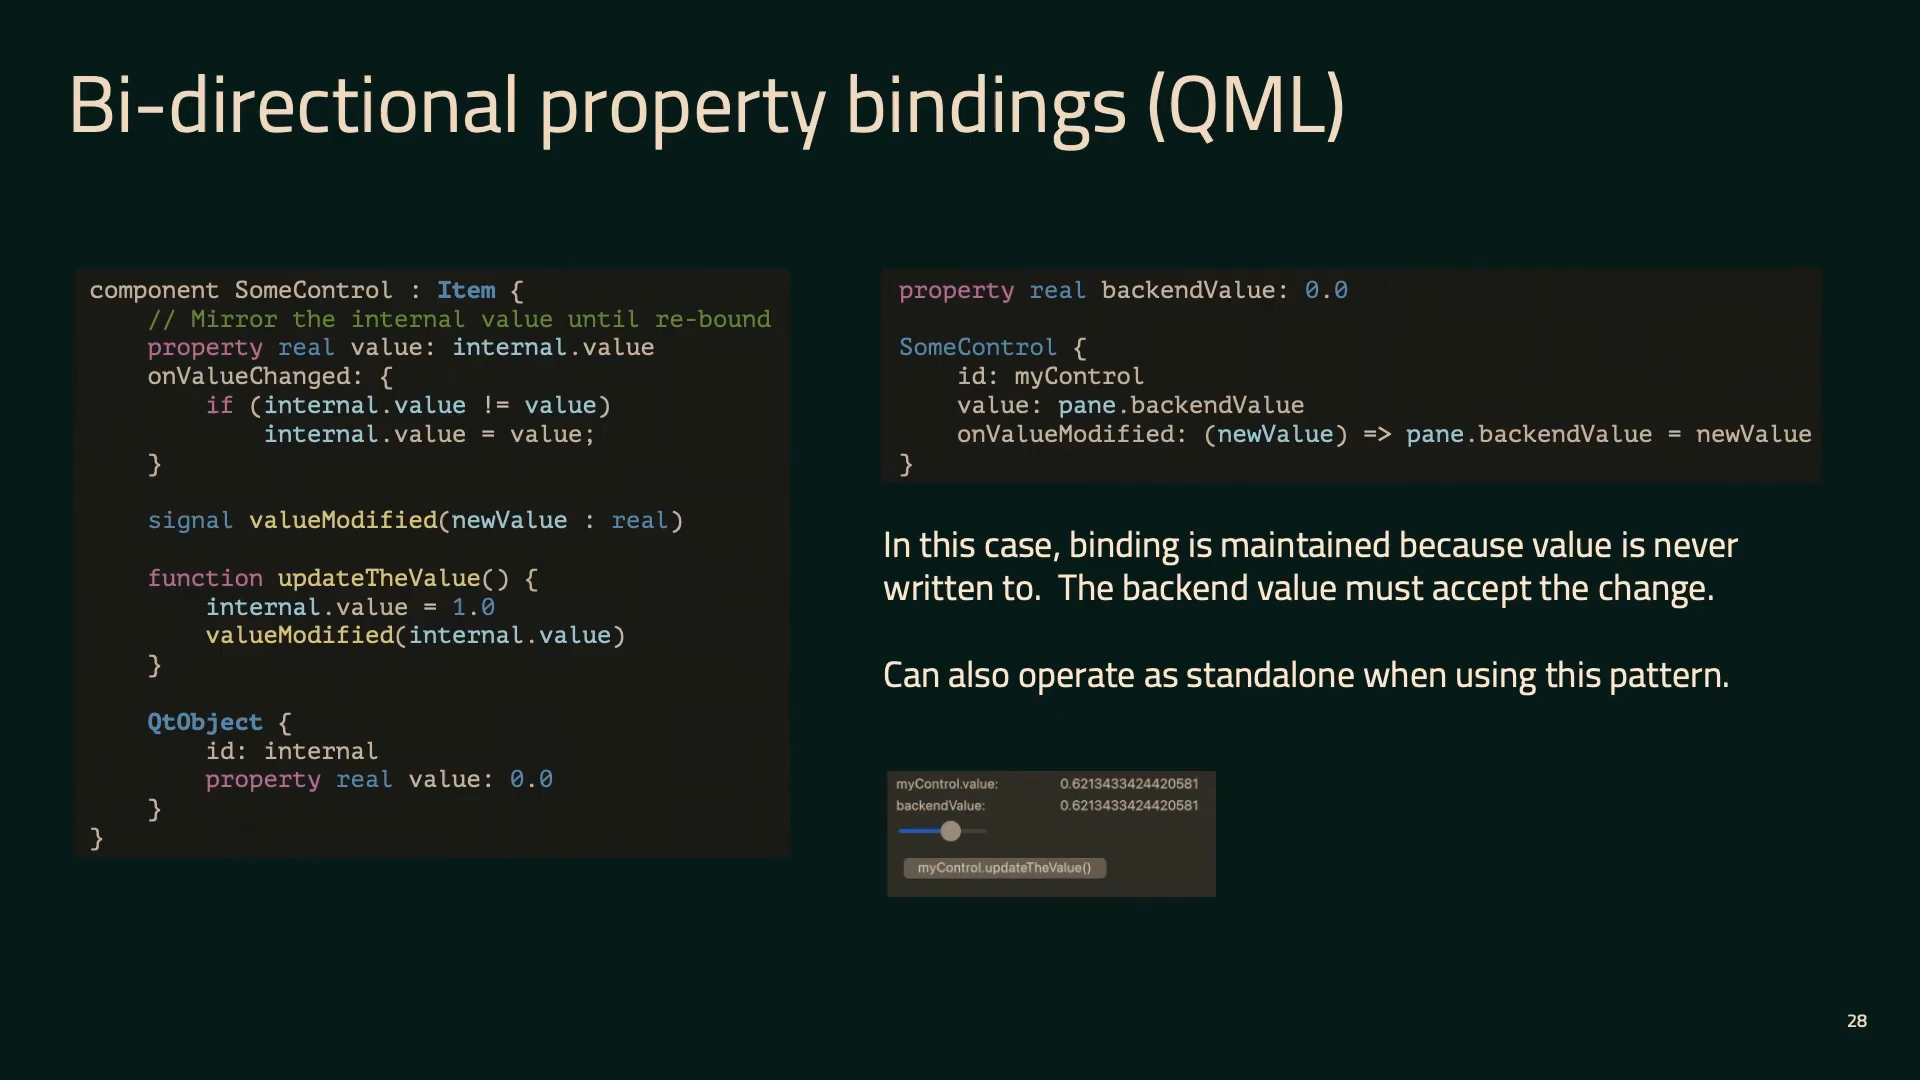 Bi-directional property bindings (QML)
component SomeControl : Item {
    // Mirror the internal value until re-bound
    property real value: internal.value
    onValueChanged: {
        if (internal.value != value)
            internal.value = value;
    }

    signal valueModified(newValue : real)

    function updateTheValue() {
        internal.value = 1.0
        valueModified(internal.value)
    }

    QtObject {
        id: internal
        property real value: 0.0
    }
}
property real backendValue: 0.0

SomeControl {
    id: myControl
    value: pane.backendValue
    onValueModified: (newValue) => pane.backendValue = newValue
}
In this case, binding is maintained because value is never
written to.  The backend value must accept the change.
Can also operate as standalone when using this pattern.
myControl.value: 0.6213433424420581
backendValue: 0.6213433424420581
myControl.updateTheValue()
28